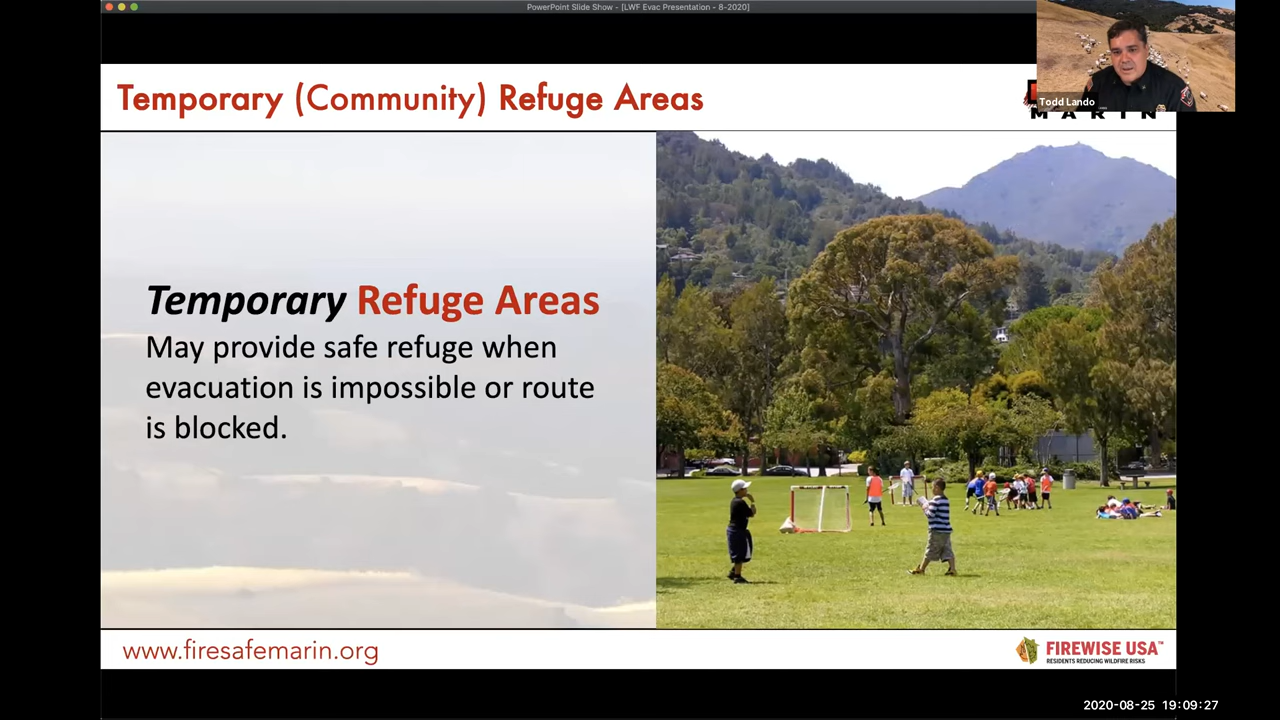 PowerPoint Slide Show - [LWF Evac Presentation - 8-2020]
Temporary (Community) Refuge Areas
Todd Lando
MARIN
Temporary Refuge Areas
May provide safe refuge when
evacuation is impossible or route
is blocked.
www.firesafemarin.org
FIREWISE USA™
RESIDENTS REDUCING WILDFIRE RISKS
2020-08-25 19:09:27